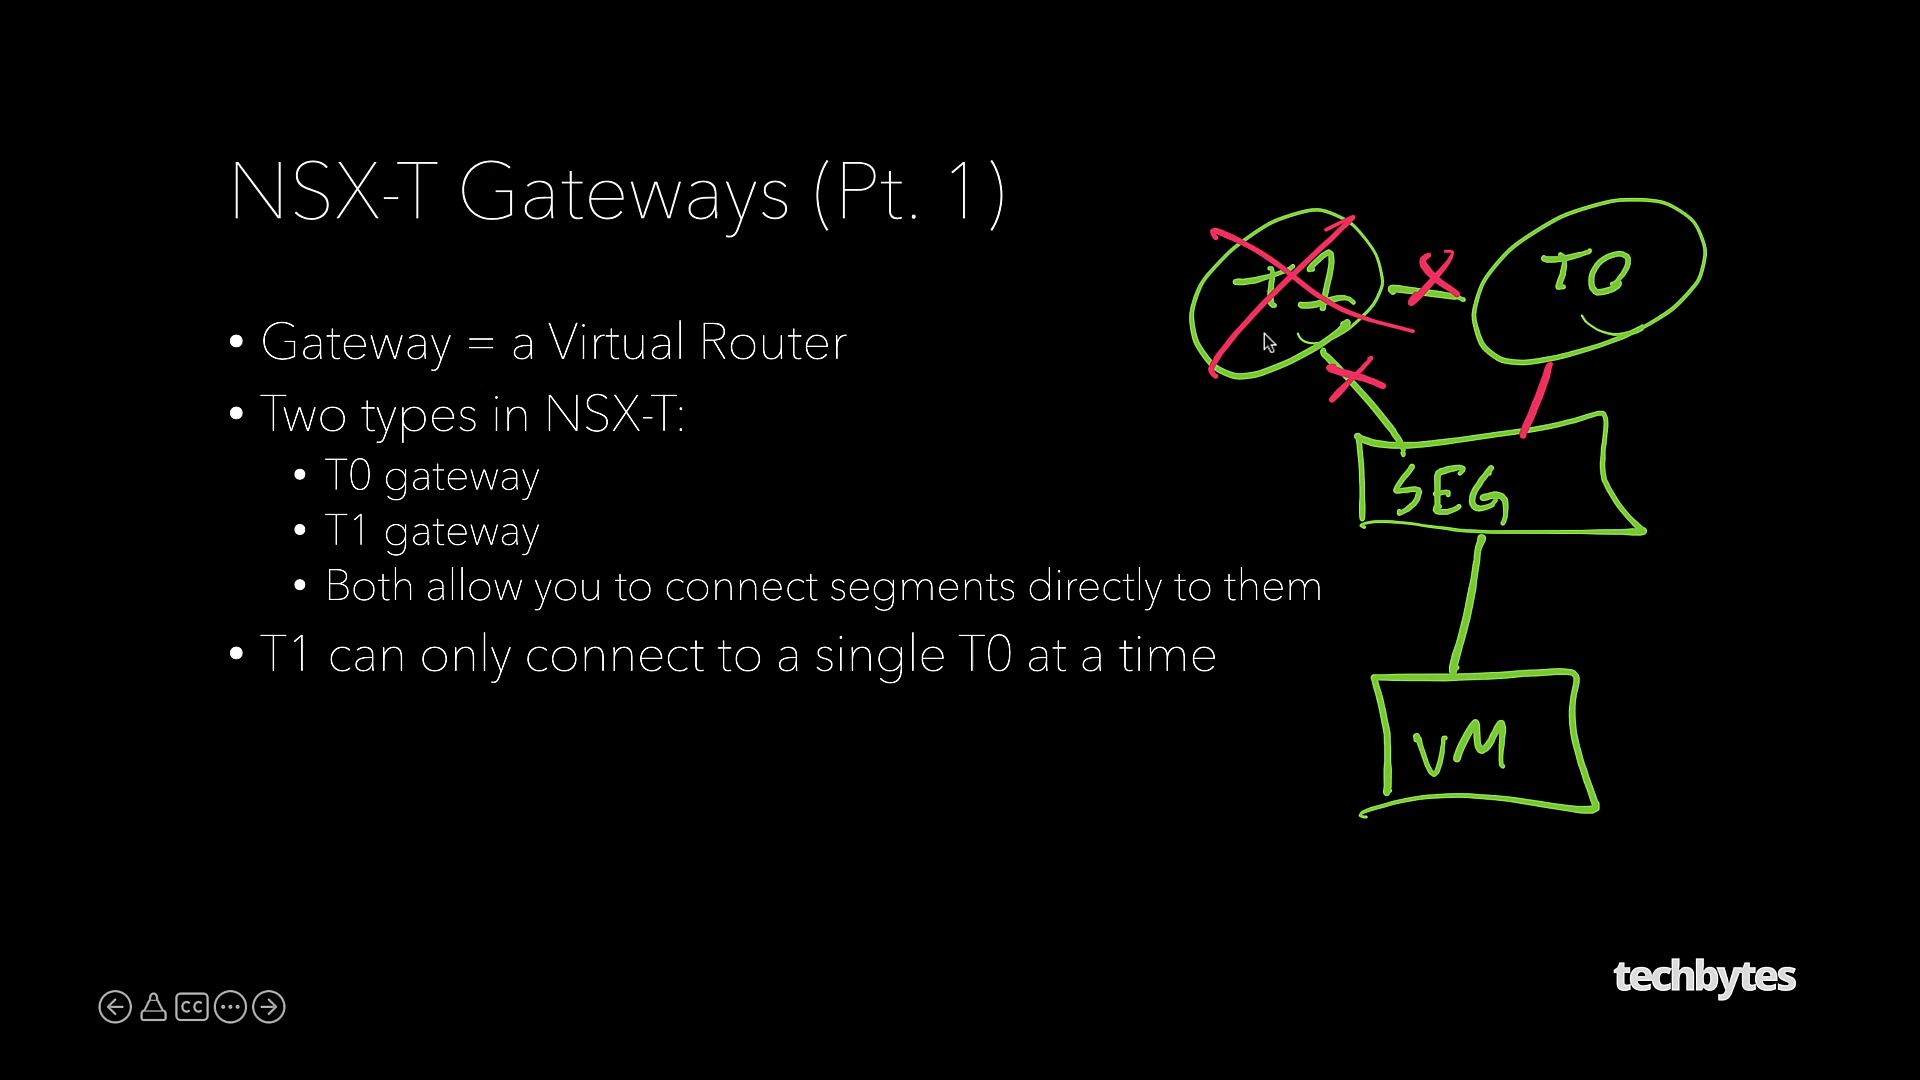 NSX-T Gateways (Pt. 1)
• Gateway = a Virtual Router
• Two types in NSX-T:
• T0 gateway
• T1 gateway
• Both allow you to connect segments directly to them
• T1 can only connect to a single T0 at a time
T1
T0
SEG
VM
techbytes
CC